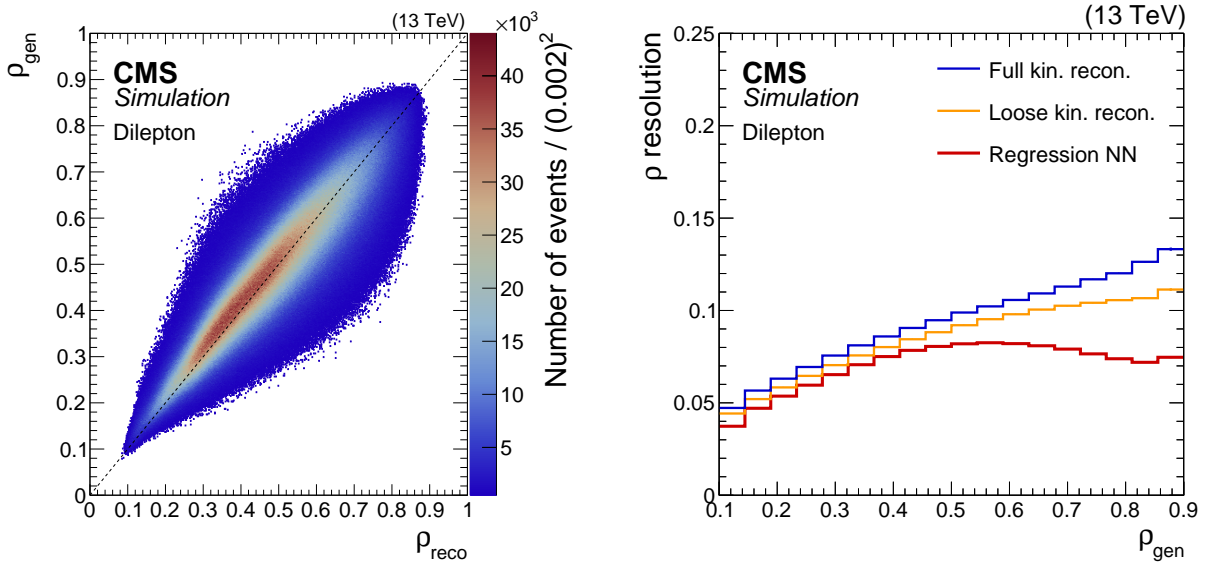 (13 TeV)
×10³
CMS
Simulation
Dilepton
ρgen
1
0.9
0.8
0.7
0.6
0.5
0.4
0.3
0.2
0.1
0
0 0.1 0.2 0.3 0.4 0.5 0.6 0.7 0.8 0.9 1
ρreco
40
35
30
25
20
15
10
5
Number of events / (0.002)²
(13 TeV)
CMS
Simulation
Dilepton
Full kin. recon.
Loose kin. recon.
Regression NN
ρ resolution
0.25
0.2
0.15
0.1
0.05
0
0.1 0.2 0.3 0.4 0.5 0.6 0.7 0.8 0.9
ρgen